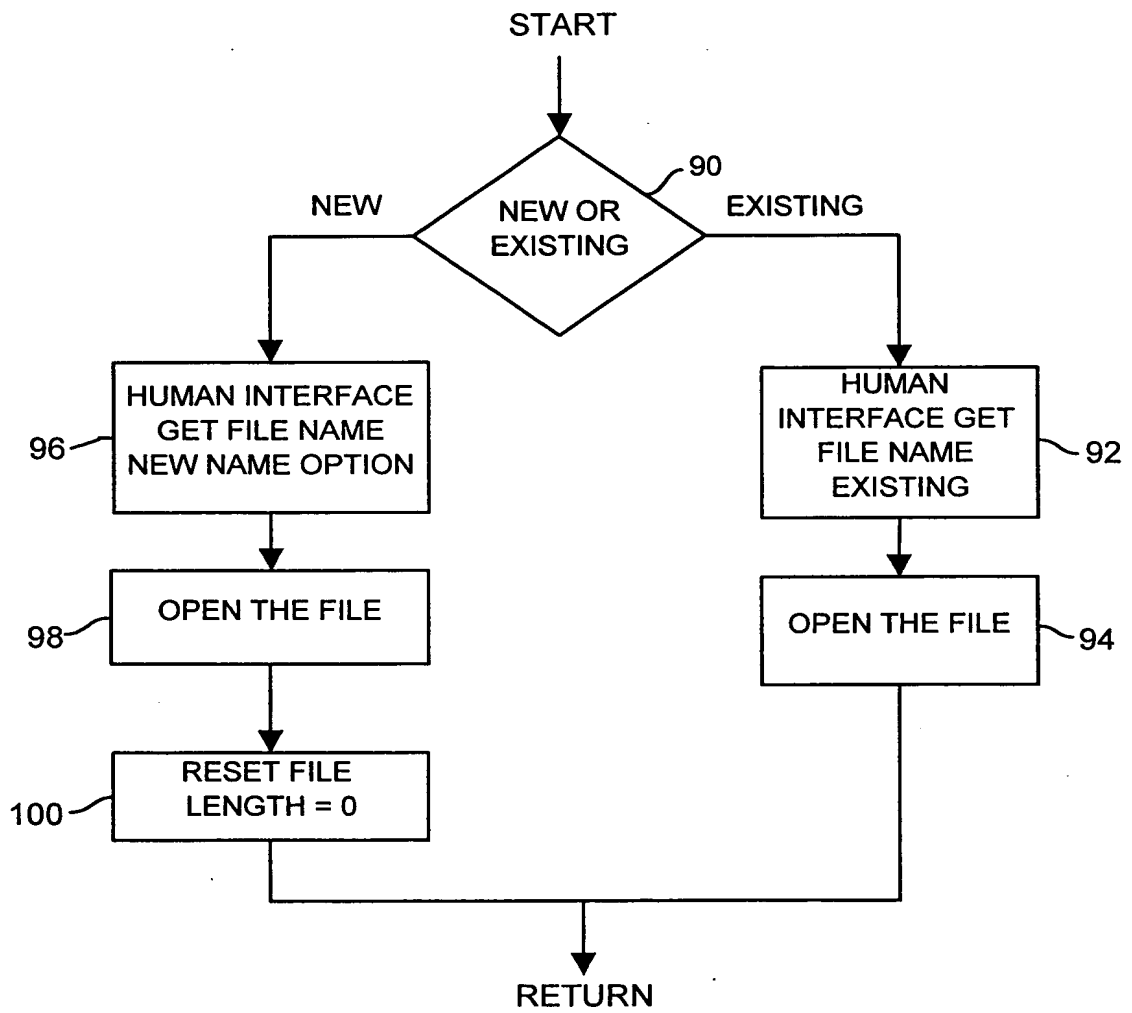 START
90
NEW
NEW OR
EXISTING
EXISTING
96
HUMAN INTERFACE
GET FILE NAME
NEW NAME OPTION
HUMAN
INTERFACE GET
FILE NAME
EXISTING
92
98
OPEN THE FILE
OPEN THE FILE
94
100
RESET FILE
LENGTH = 0
RETURN